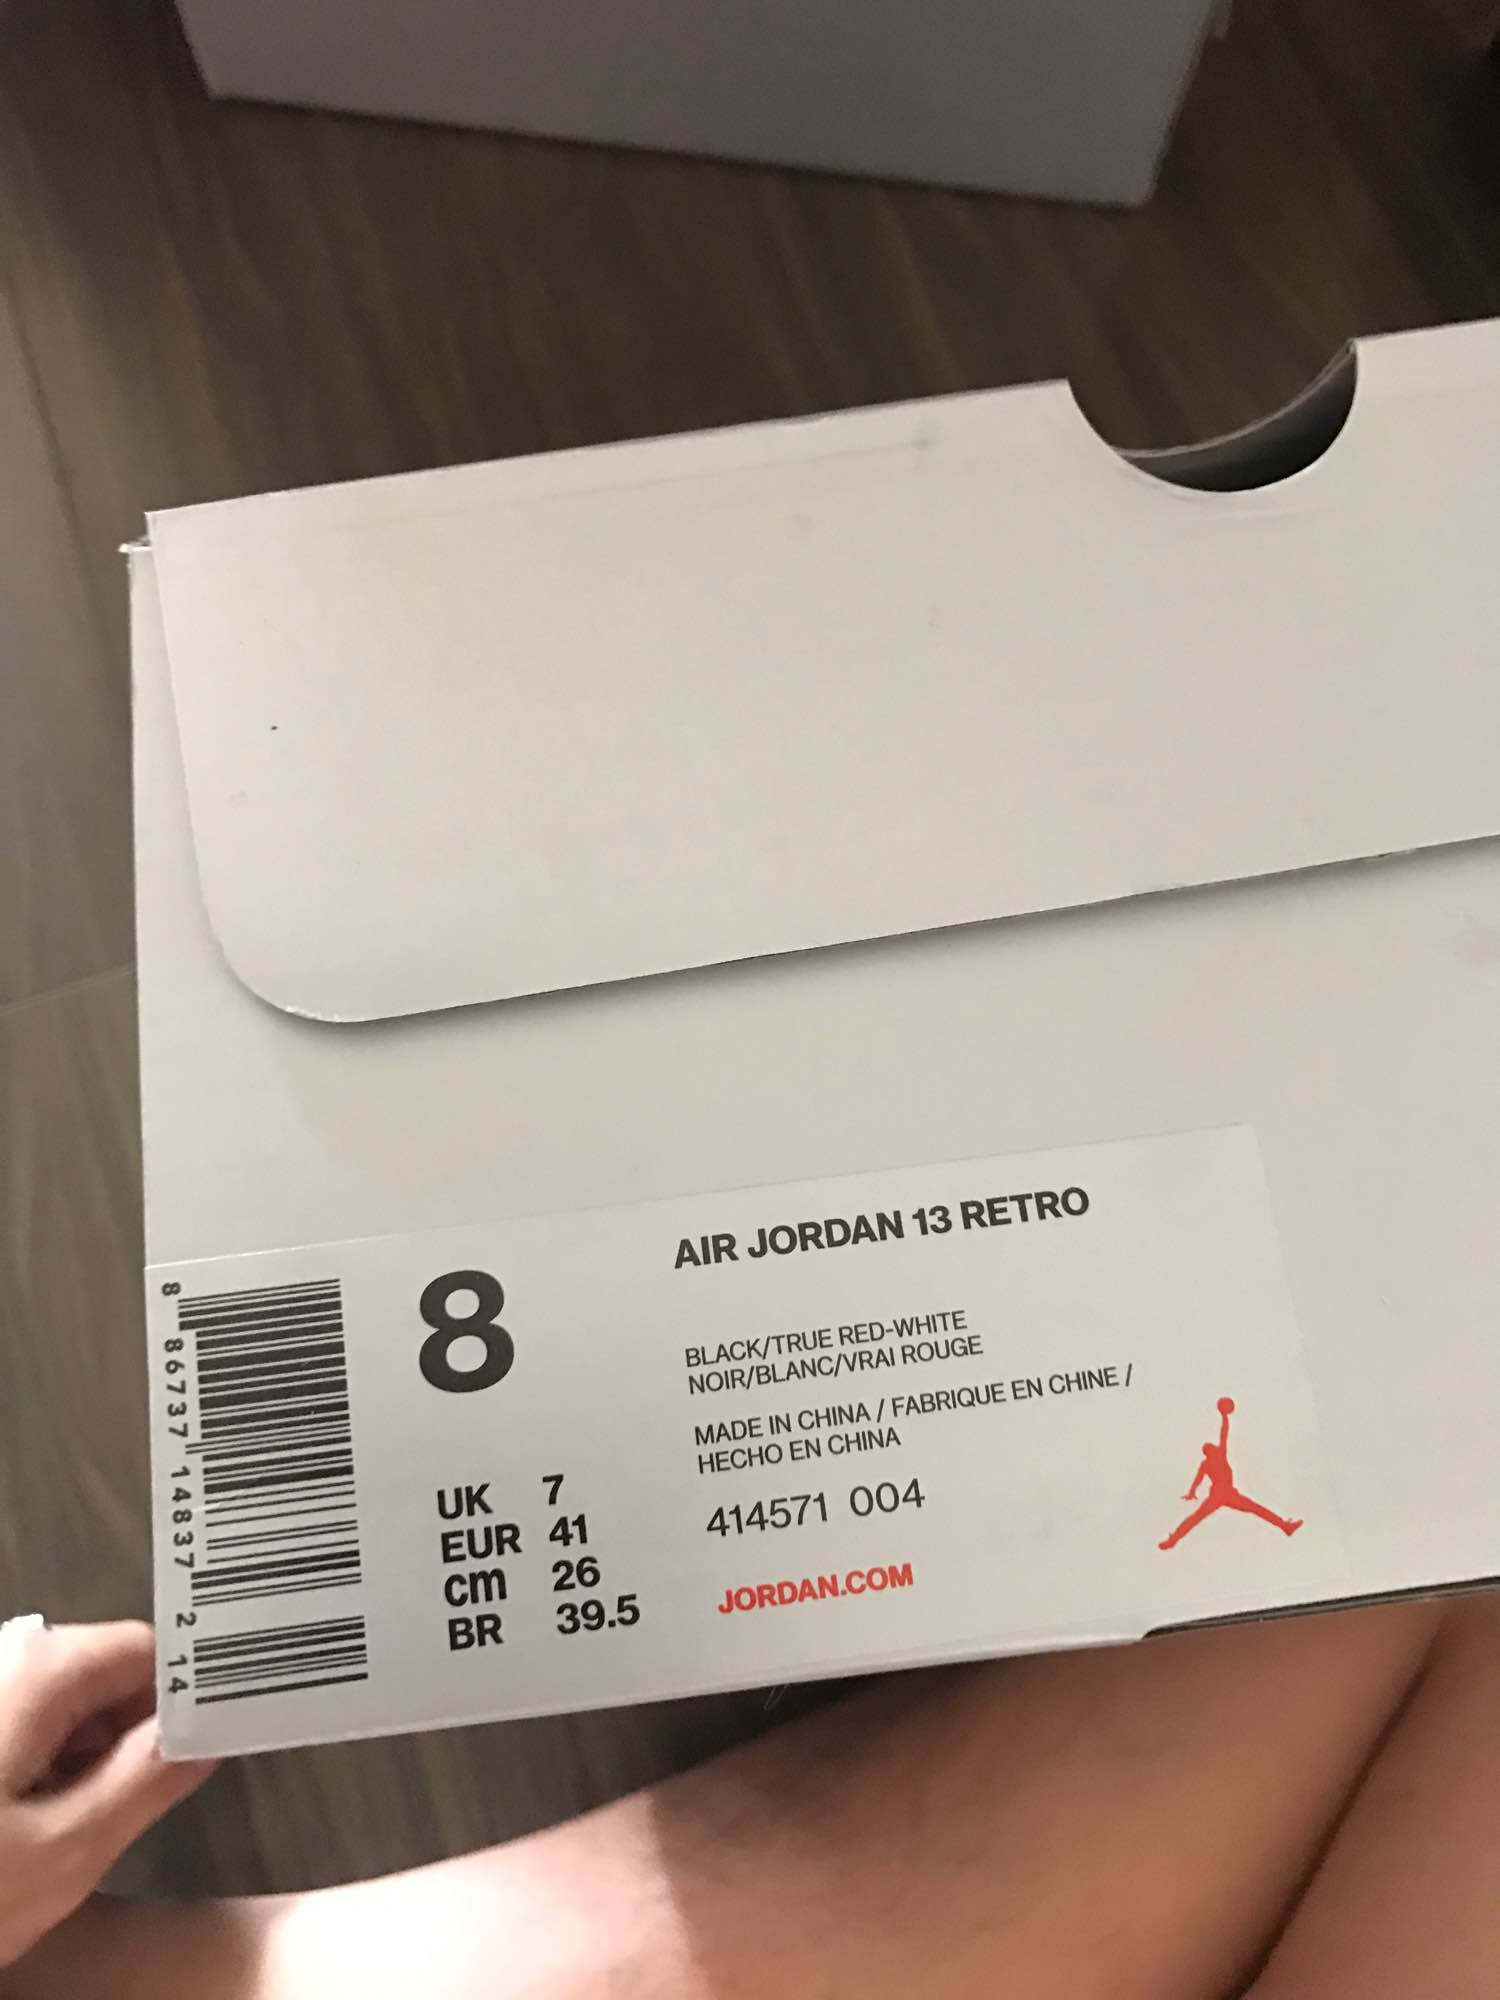 AIR JORDAN 13 RETRO
8
BLACK/TRUE RED-WHITE
NOIR/BLANC/VRAI ROUGE
MADE IN CHINA / FABRIQUE EN CHINE /
HECHO EN CHINA
UK 7
EUR 41
cm 26
BR 39.5
414571 004
JORDAN.COM
8 86737 14837 2 14